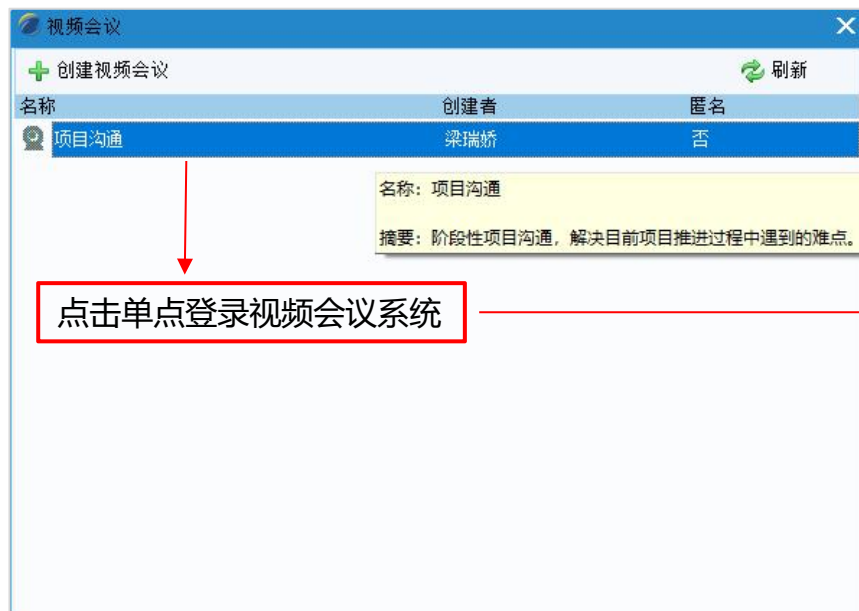 视频会议
创建视频会议 刷新
名称 创建者 匿名
项目沟通 梁瑞娇 否
名称：项目沟通
摘要：阶段性项目沟通，解决目前项目推进过程中遇到的难点。
点击单点登录视频会议系统